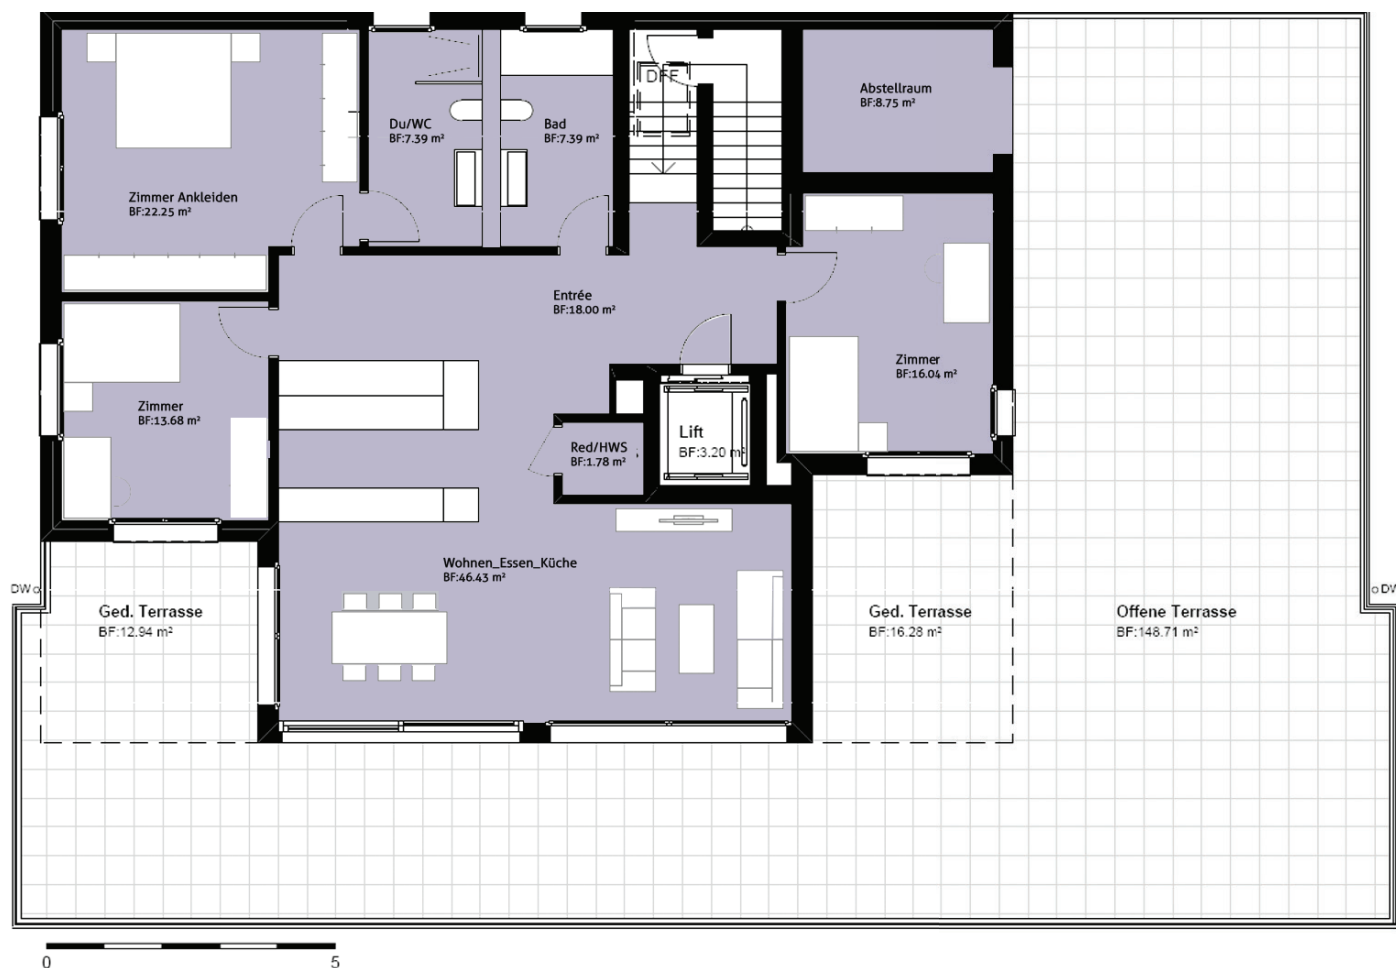 DFF
Abstellraum
BF:8.75 m²
Du/WC
BF:7.39 m²
Bad
BF:7.39 m²
Zimmer Ankleiden
BF:22.25 m²
Entrée
BF:18.00 m²
Zimmer
BF:16.04 m²
Zimmer
BF:13.68 m²
Lift
BF:3.20 m²
Red/HWS
BF:1.78 m²
Wohnen_Essen_Küche
BF:46.43 m²
DW
DW
Ged. Terrasse
BF:12.94 m²
Ged. Terrasse
BF:16.28 m²
Offene Terrasse
BF:148.71 m²
0 5